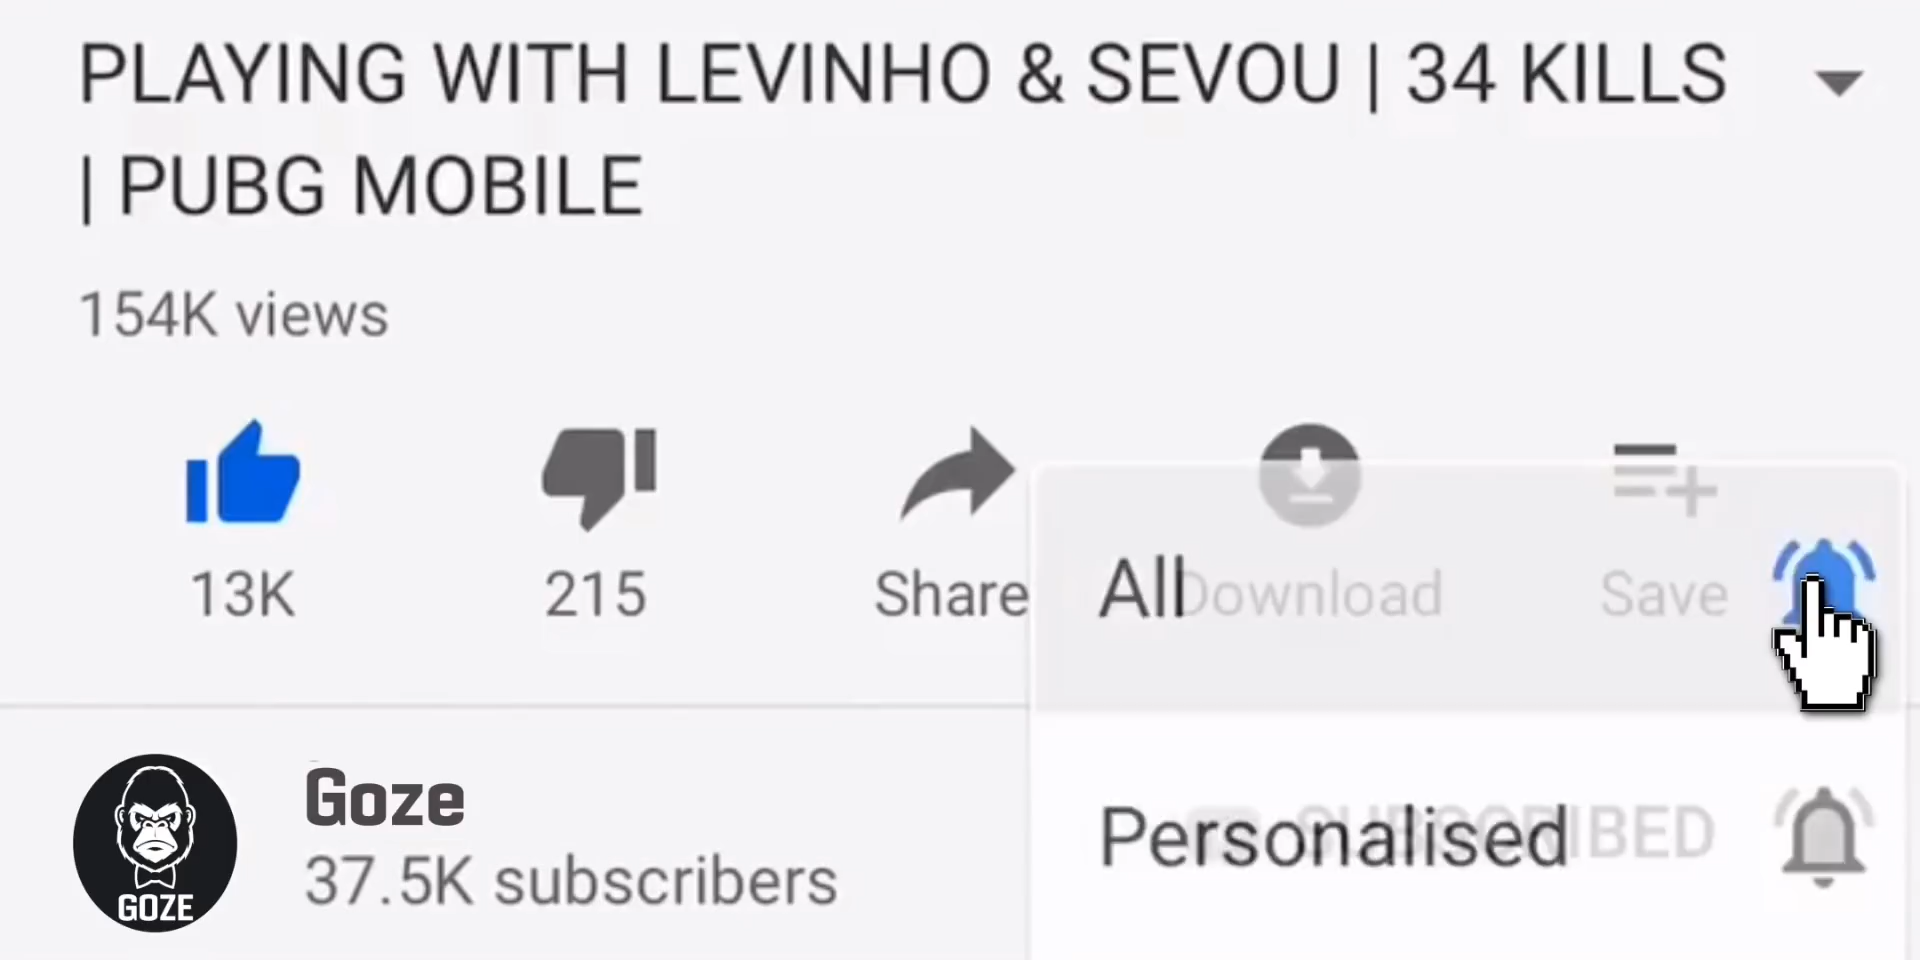 PLAYING WITH LEVINHO & SEVOU | 34 KILLS
| PUBG MOBILE
154K views
13K
215
Share
Download
Save
All
Goze
37.5K subscribers
GOZE
Personalised
SUBSCRIBED